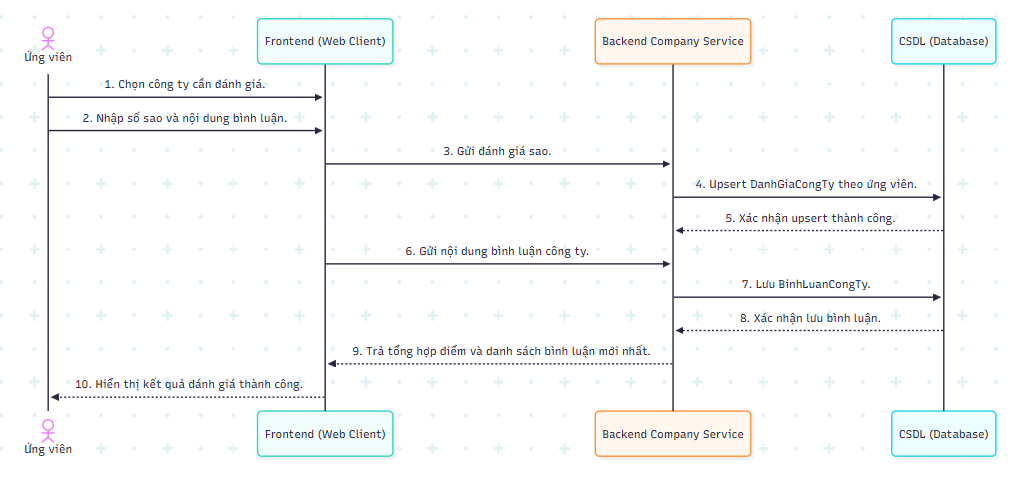 Ứng viên
Frontend (Web Client)
Backend Company Service
CSDL (Database)
1. Chọn công ty cần đánh giá.
2. Nhập số sao và nội dung bình luận.
3. Gửi đánh giá sao.
4. Upsert DanhGiaCongTy theo ứng viên.
5. Xác nhận upsert thành công.
6. Gửi nội dung bình luận công ty.
7. Lưu BinhLuanCongTy.
8. Xác nhận lưu bình luận.
9. Trả tổng hợp điểm và danh sách bình luận mới nhất.
10. Hiển thị kết quả đánh giá thành công.
Ứng viên
Frontend (Web Client)
Backend Company Service
CSDL (Database)